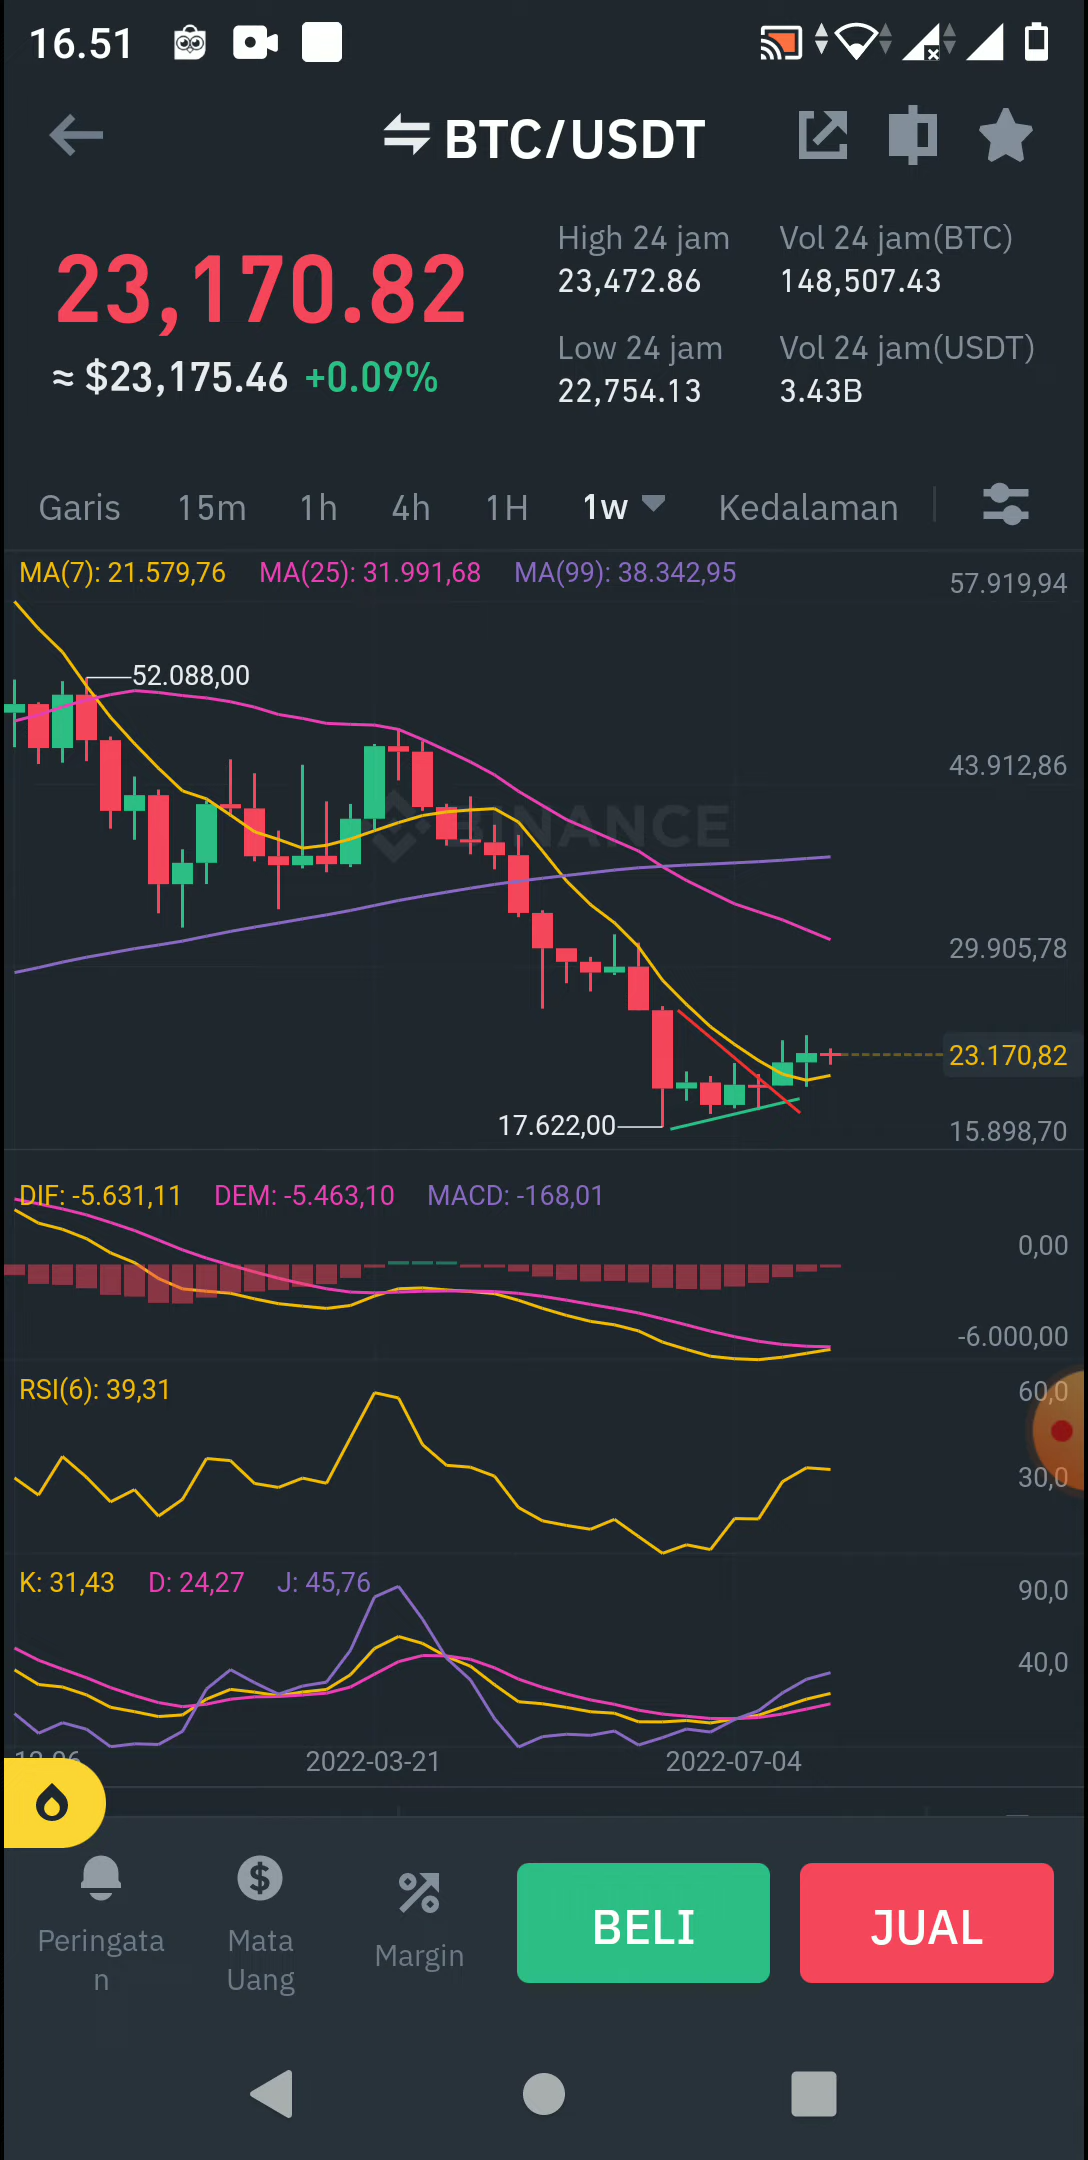 16.51
BTC/USDT
23,170.82
≈ $23,175.46 +0.09%
High 24 jam
23,472.86
Low 24 jam
22,754.13
Vol 24 jam(BTC)
148,507.43
Vol 24 jam(USDT)
3.43B
Garis 15m 1h 4h 1H 1w Kedalaman
MA(7): 21.579,76 MA(25): 31.991,68 MA(99): 38.342,95
57.919,94
52.088,00
43.912,86
BINANCE
29.905,78
23.170,82
17.622,00
15.898,70
DIF: -5.631,11 DEM: -5.463,10 MACD: -168,01
0,00
-6.000,00
RSI(6): 39,31
60,0
30,0
K: 31,43 D: 24,27 J: 45,76
90,0
40,0
2022-03-21 2022-07-04
Peringata
n
Mata
Uang
Margin
BELI
JUAL